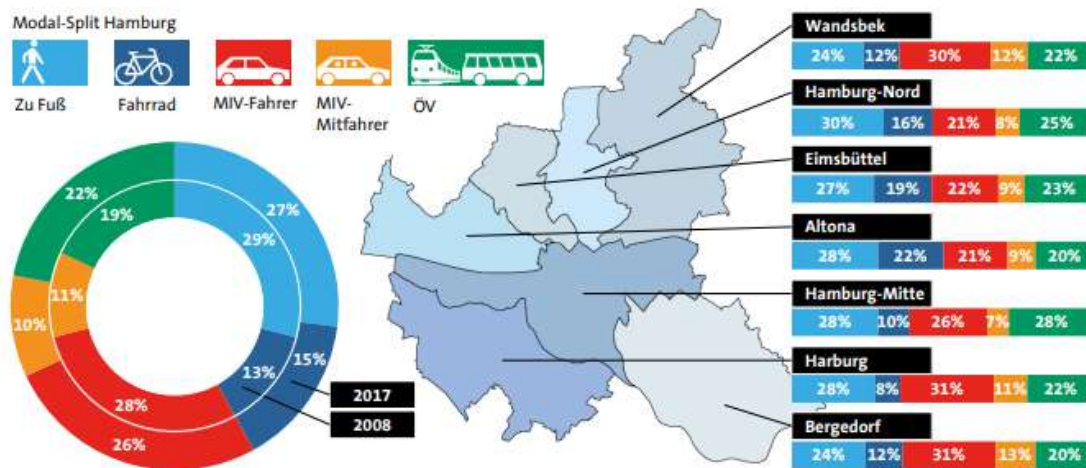 Modal-Split Hamburg
Zu Fuß
Fahrrad
MIV-Fahrer
MIV-
Mitfahrer
ÖV
22%
27%
19%
29%
11%
10%
13%
15%
28%
26%
2017
2008
Wandsbek
24% 12% 30% 12% 22%
Hamburg-Nord
30% 16% 21% 8% 25%
Eimsbüttel
27% 19% 22% 9% 23%
Altona
28% 22% 21% 9% 20%
Hamburg-Mitte
28% 10% 26% 7% 28%
Harburg
28% 8% 31% 11% 22%
Bergedorf
24% 12% 31% 13% 20%